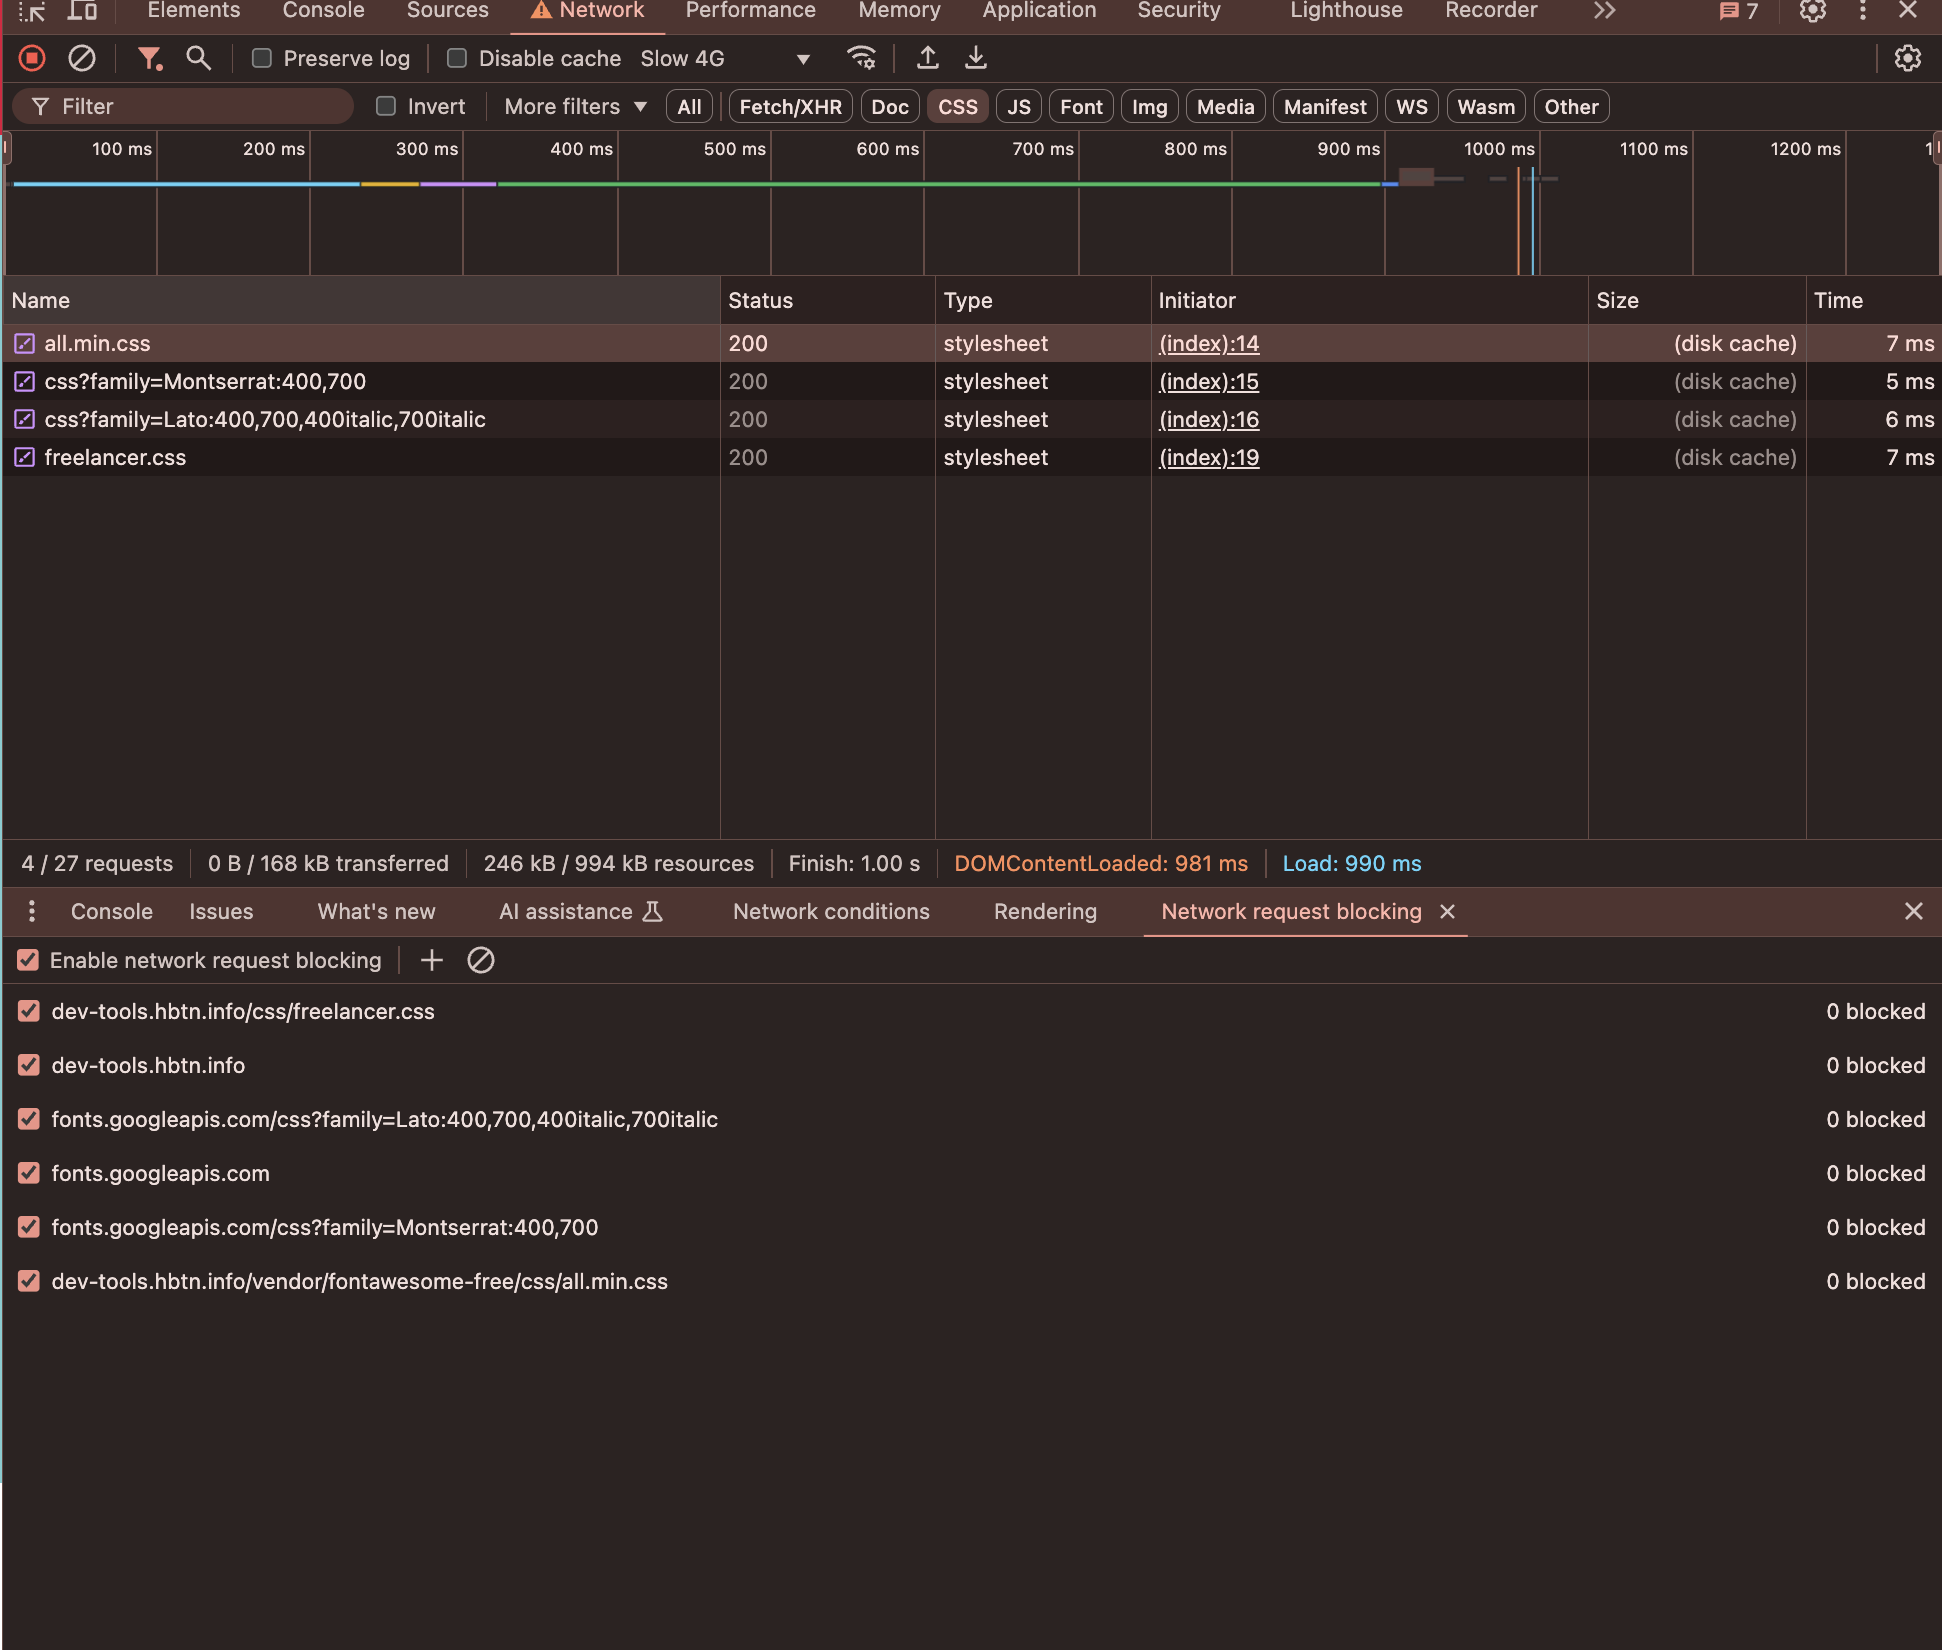 Elements Console Sources Network Performance Memory Application Security Lighthouse Recorder 7
Preserve log Disable cache Slow 4G
Filter Invert More filters All Fetch/XHR Doc CSS JS Font Img Media Manifest WS Wasm Other
100 ms 200 ms 300 ms 400 ms 500 ms 600 ms 700 ms 800 ms 900 ms 1000 ms 1100 ms 1200 ms 1
Name Status Type Initiator Size Time
all.min.css 200 stylesheet (index):14 (disk cache) 7 ms
css?family=Montserrat:400,700 200 stylesheet (index):15 (disk cache) 5 ms
css?family=Lato:400,700,400italic,700italic 200 stylesheet (index):16 (disk cache) 6 ms
freelancer.css 200 stylesheet (index):19 (disk cache) 7 ms
4 / 27 requests 0 B / 168 kB transferred 246 kB / 994 kB resources Finish: 1.00 s DOMContentLoaded: 981 ms Load: 990 ms
Console Issues What's new AI assistance Network conditions Rendering Network request blocking
Enable network request blocking
dev-tools.hbtn.info/css/freelancer.css 0 blocked
dev-tools.hbtn.info 0 blocked
fonts.googleapis.com/css?family=Lato:400,700,400italic,700italic 0 blocked
fonts.googleapis.com 0 blocked
fonts.googleapis.com/css?family=Montserrat:400,700 0 blocked
dev-tools.hbtn.info/vendor/fontawesome-free/css/all.min.css 0 blocked